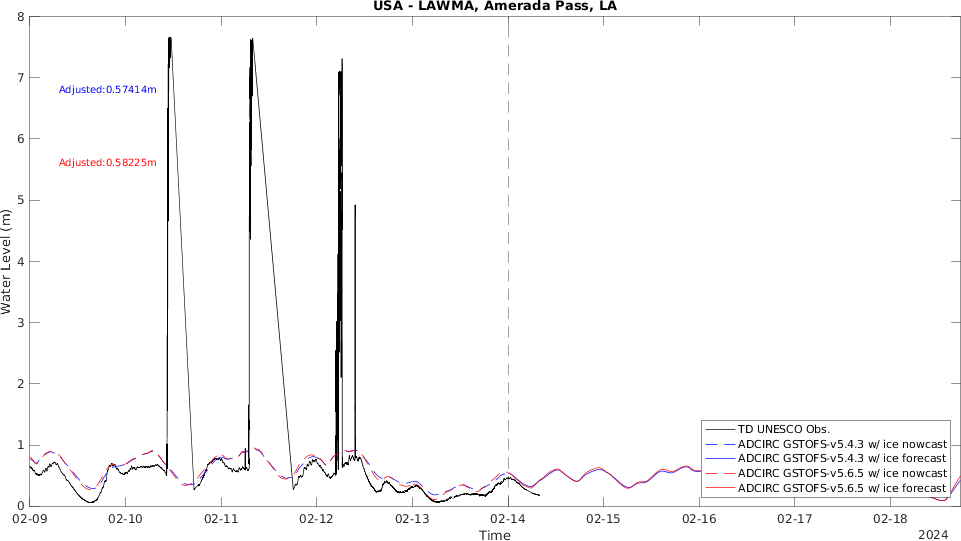 USA - LAWMA, Amerada Pass, LA
8
7
6
5
4
3
2
1
0
Water Level (m)
Adjusted:0.57414m
Adjusted:0.58225m
TD UNESCO Obs.
ADCIRC GSTOFS-v5.4.3 w/ ice nowcast
ADCIRC GSTOFS-v5.4.3 w/ ice forecast
ADCIRC GSTOFS-v5.6.5 w/ ice nowcast
ADCIRC GSTOFS-v5.6.5 w/ ice forecast
02-09 02-10 02-11 02-12 02-13 02-14 02-15 02-16 02-17 02-18
Time
2024